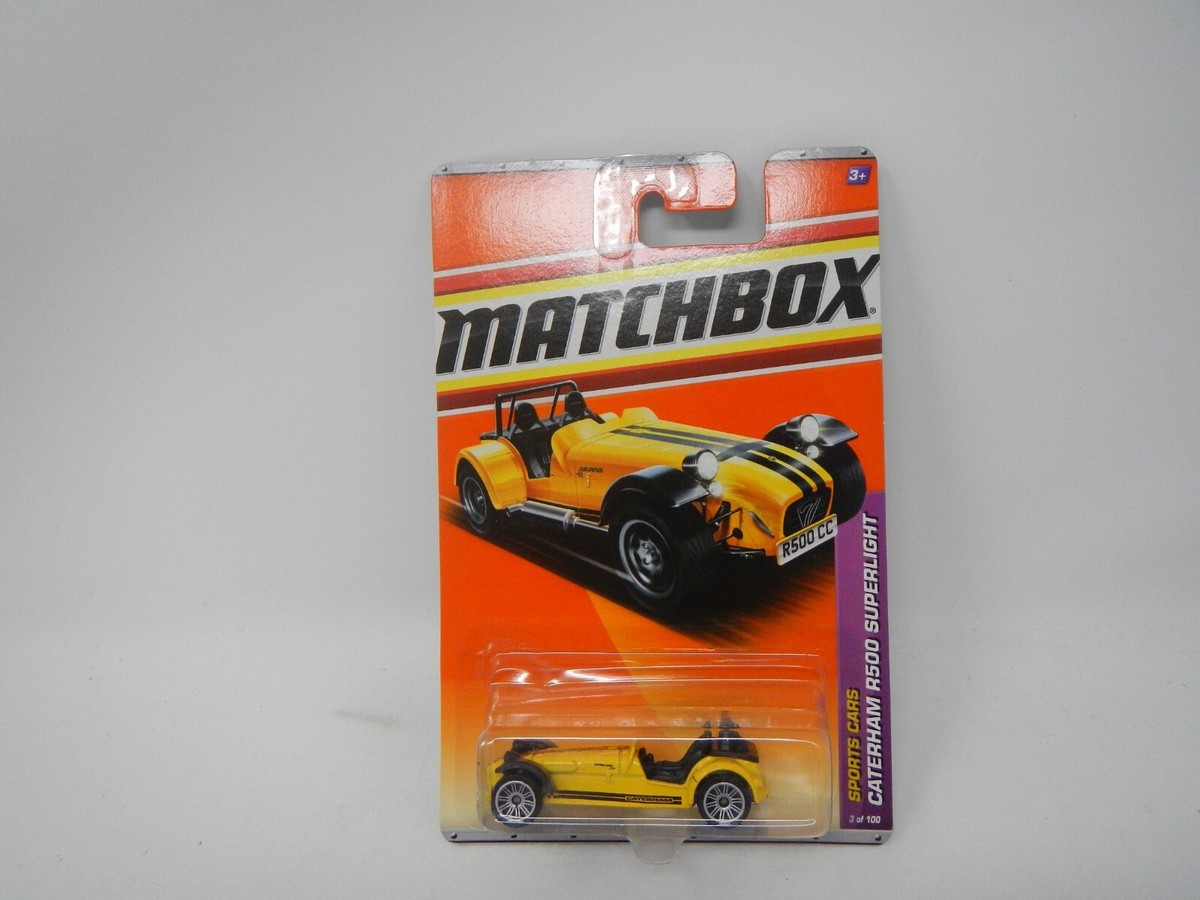 3+
MATCHBOX®
R500 CC
SPORTS CARS
CATERHAM R500 SUPERLIGHT
3 of 100
CATERHAM